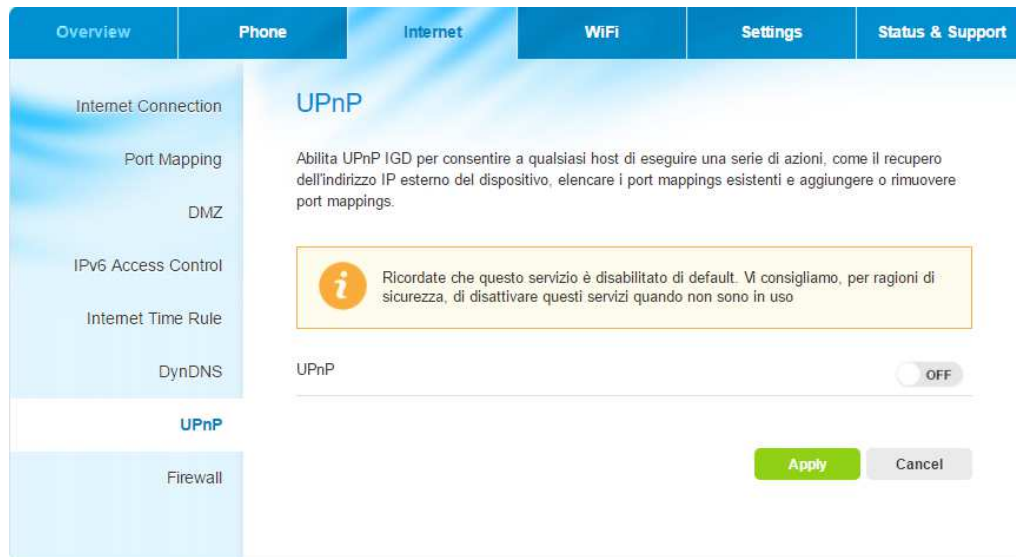 Overview
Phone
Internet
WiFi
Settings
Status & Support
Internet Connection
Port Mapping
DMZ
IPv6 Access Control
Internet Time Rule
DynDNS
UPnP
Firewall
UPnP
Abilita UPnP IGD per consentire a qualsiasi host di eseguire una serie di azioni, come il recupero
dell'indirizzo IP esterno del dispositivo, elencare i port mappings esistenti e aggiungere o rimuovere
port mappings.
Ricordate che questo servizio è disabilitato di default. Vi consigliamo, per ragioni di
sicurezza, di disattivare questi servizi quando non sono in uso
UPnP
OFF
Apply
Cancel